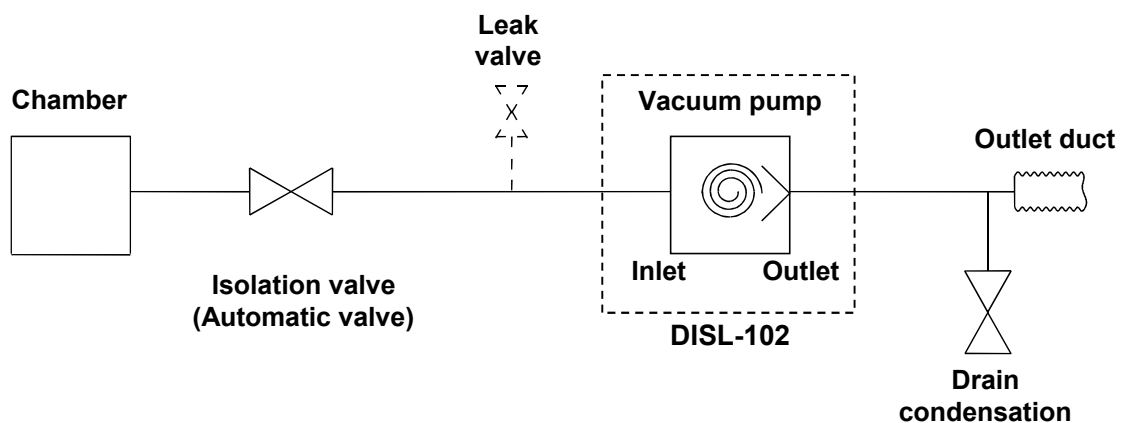 Leak
valve
Chamber
Vacuum pump
Outlet duct
Inlet
Outlet
Isolation valve
(Automatic valve)
DISL-102
Drain
condensation